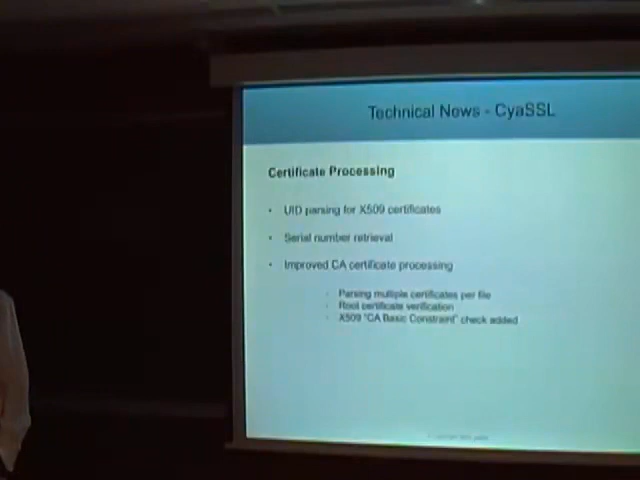 Technical News - CyaSSL
Certificate Processing
• UID parsing for X509 certificates
• Serial number retrieval
• Improved CA certificate processing
- Parsing multiple certificates per file
- Root certificate verification
- X509 "CA Basic Constraint" check added